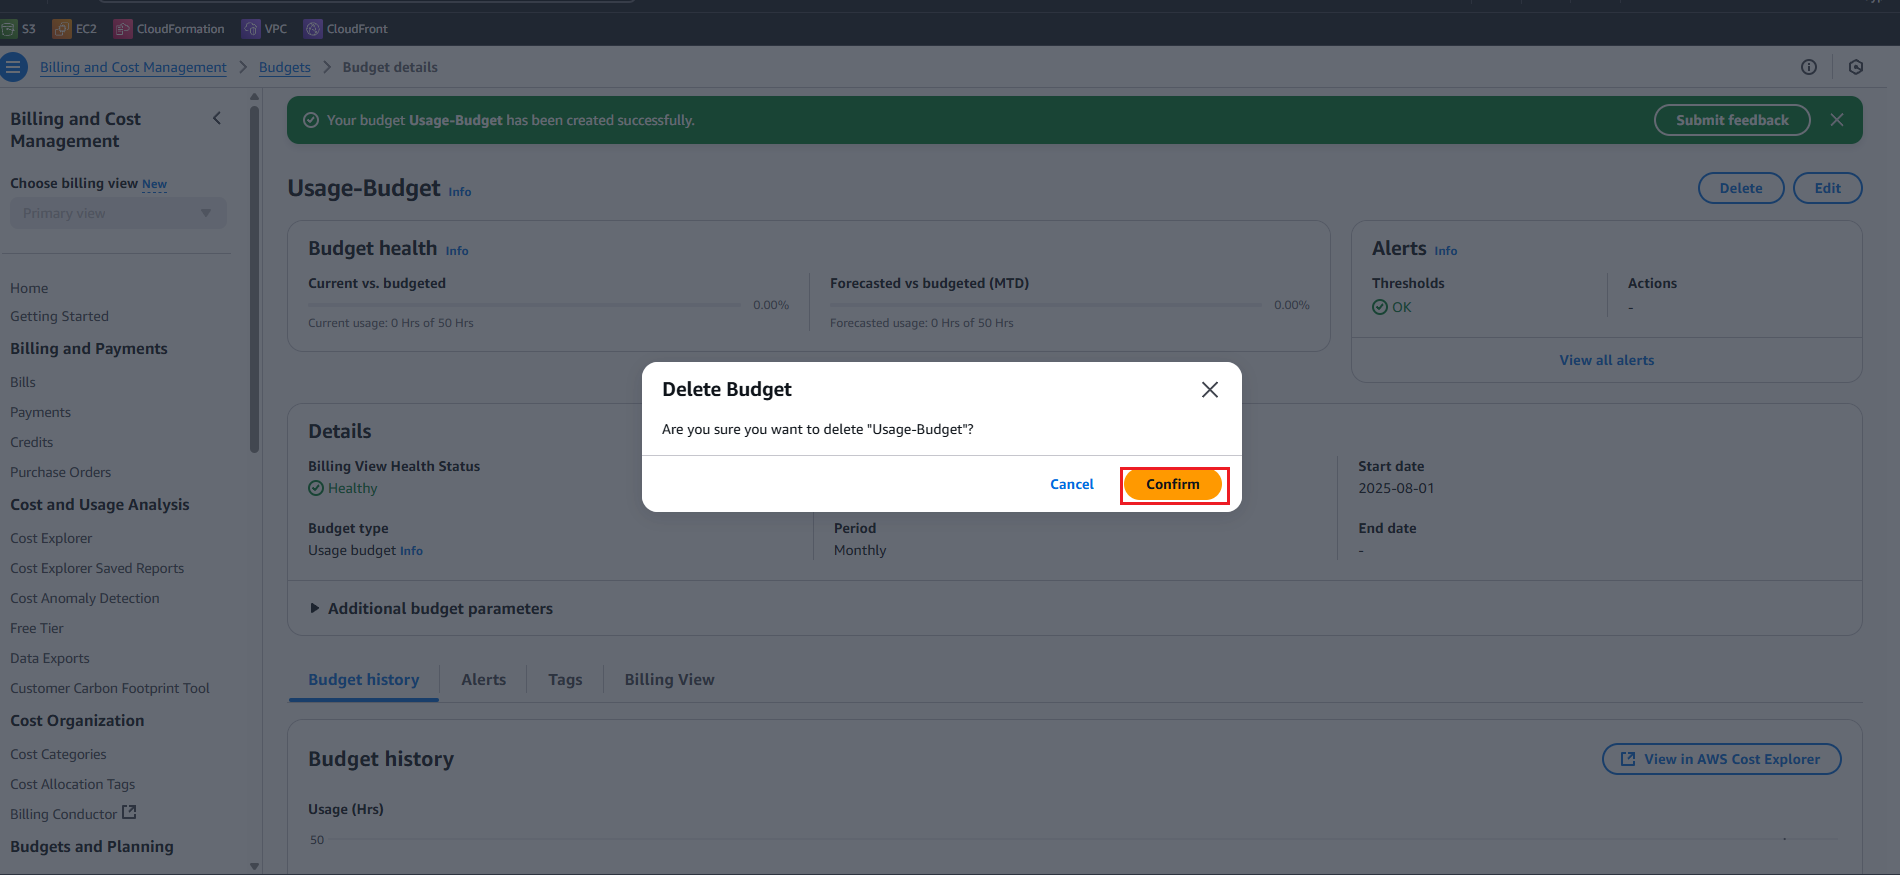 S3 EC2 CloudFormation VPC CloudFront
Billing and Cost Management Budgets Budget details
Billing and Cost
Management
Choose billing view New
Primary view
Home
Getting Started
Billing and Payments
Bills
Payments
Credits
Purchase Orders
Cost and Usage Analysis
Cost Explorer
Cost Explorer Saved Reports
Cost Anomaly Detection
Free Tier
Data Exports
Customer Carbon Footprint Tool
Cost Organization
Cost Categories
Cost Allocation Tags
Billing Conductor
Budgets and Planning
Your budget Usage-Budget has been created successfully.
Submit feedback
Usage-Budget Info
Delete Edit
Budget health Info
Current vs. budgeted
0.00%
Current usage: 0 Hrs of 50 Hrs
Forecasted vs budgeted (MTD)
0.00%
Forecasted usage: 0 Hrs of 50 Hrs
Alerts Info
Thresholds
OK
Actions
-
View all alerts
Delete Budget
Are you sure you want to delete "Usage-Budget"?
Cancel Confirm
Details
Billing View Health Status
Healthy
Budget type
Usage budget Info
Period
Monthly
Start date
2025-08-01
End date
-
Additional budget parameters
Budget history Alerts Tags Billing View
Budget history
View in AWS Cost Explorer
Usage (Hrs)
50